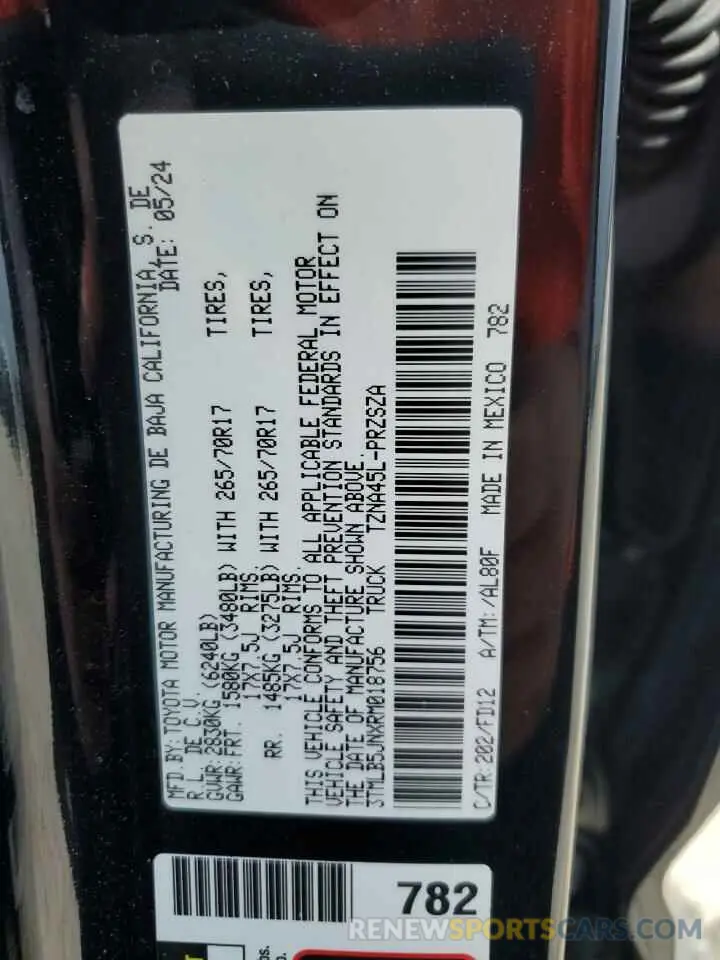 MFD.BY:TOYOTA MOTOR MANUFACTURING DE BAJA CALIFORNIA, S. DE
R L.DE C.V. DATE: 05/24
GVWR:2830KG (6240LB)
GAWR:FRT. 1580KG (3480LB) WITH 265/70R17 TIRES,
17X7.5J RIMS.
RR. 1485KG (3275LB) WITH 265/70R17 TIRES,
17X7.5J RIMS.
THIS VEHICLE CONFORMS TO ALL APPLICABLE FEDERAL MOTOR
VEHICLE SAFETY AND THEFT PREVENTION STANDARDS IN EFFECT ON
THE DATE OF MANUFACTURE SHOWN ABOVE.
3TMLB5JNXRM018756 TRUCK TZNA45L-PRZSZA
C/TR:202/FD12 A/TM:/AL80F MADE IN MEXICO 782
782
RENEWSPORTSCARS.COM